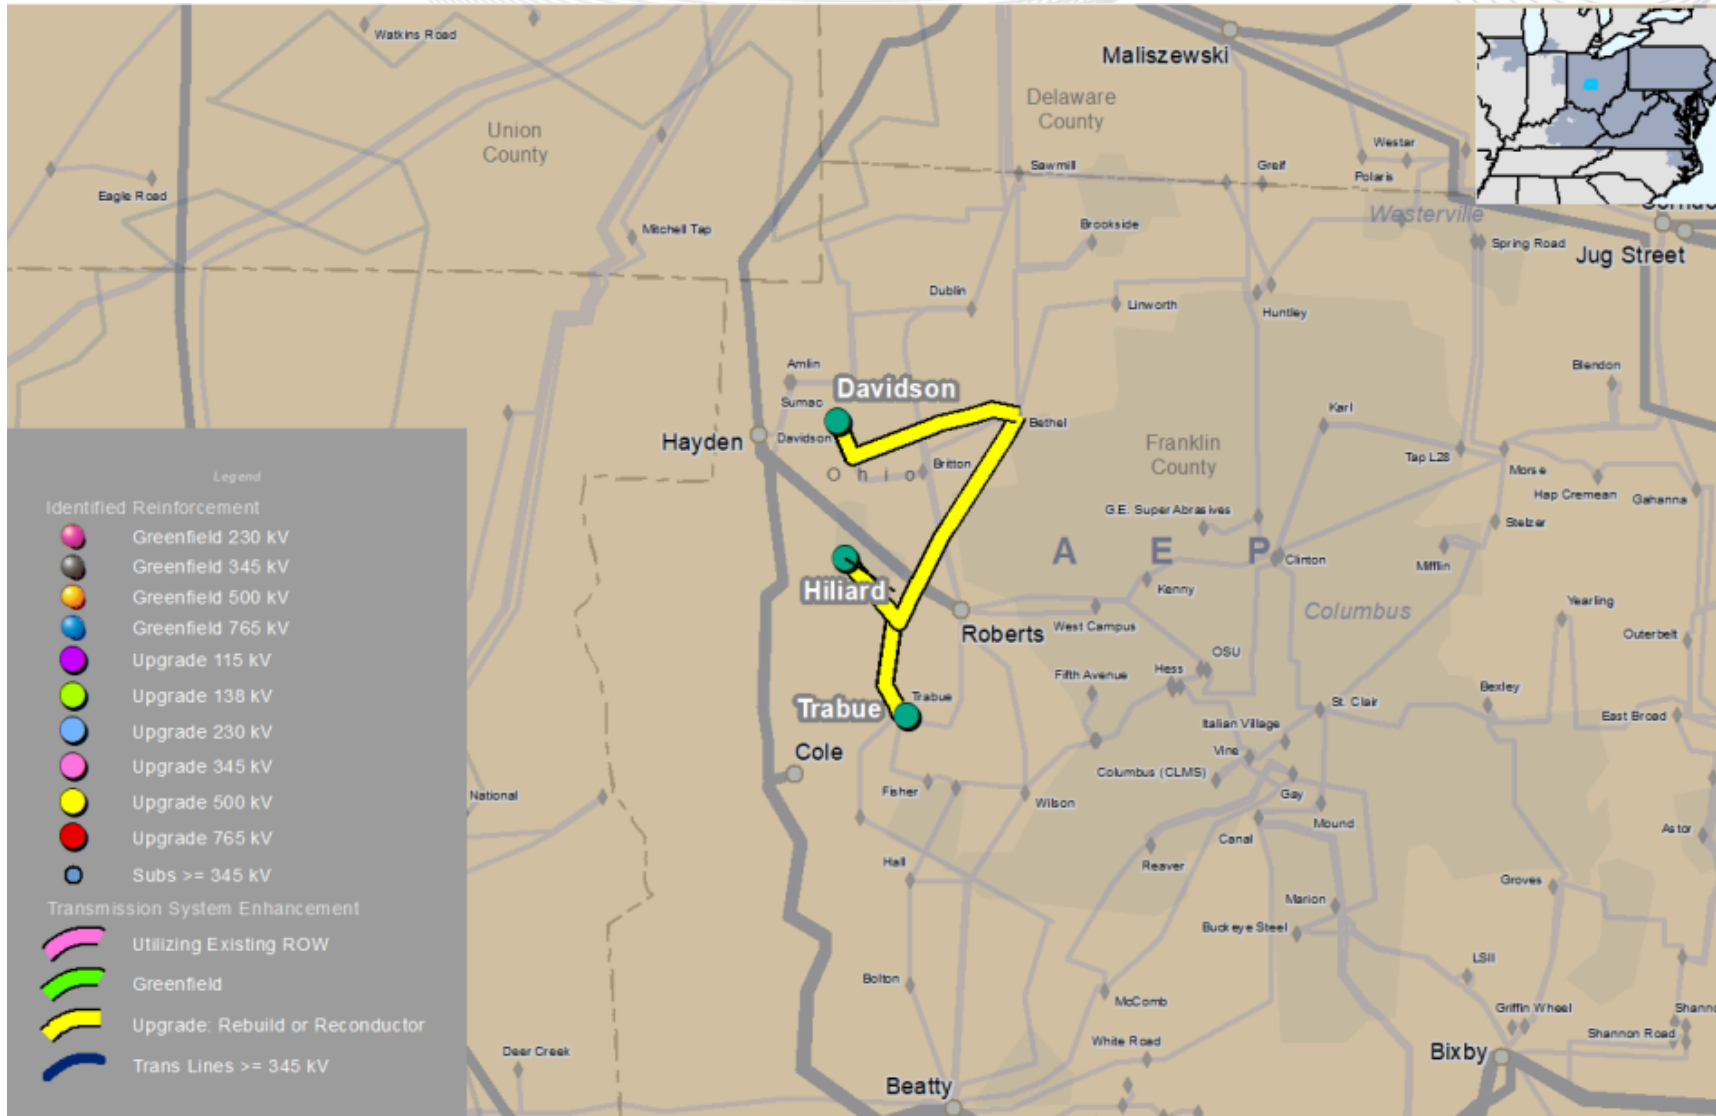 Watkins Road
Maliszewski
Delaware
County
Union
County
Westar
Polaris
Sawmill
Greif
Eagle Road
Westerville
Mitchell Tap
Brookside
Spring Road
Jug Street
Dublin
Linworth
Huntley
Amlin
Blendon
Davidson
Sumac
Karl
Hayden
Davidson
Bethel
Franklin
County
Ohio
Britton
Tap L28
Morse
Hap Cremean
Gahanna
G.E. Super Abrasives
Stelzer
A E P
Clinton
Mifflin
Hiliard
Kenny
Yearling
Columbus
Roberts
West Campus
Outerbelt
OSU
Hess
Fifth Avenue
Trabue
Trabue
St. Clair
Bexley
East Broad
Italian Village
Vine
Cole
Columbus (CLMS)
Fisher
Wilson
Gay
National
Mound
Canal
Astor
Hall
Reaver
Groves
Marion
Buckeye Steel
LSII
Bolton
McComb
Griffin Wheel
Shannon Road
White Road
Deer Creek
Bixby
Beatty
Legend
Identified Reinforcement
Greenfield 230 kV
Greenfield 345 kV
Greenfield 500 kV
Greenfield 765 kV
Upgrade 115 kV
Upgrade 138 kV
Upgrade 230 kV
Upgrade 345 kV
Upgrade 500 kV
Upgrade 765 kV
Subs >= 345 kV
Transmission System Enhancement
Utilizing Existing ROW
Greenfield
Upgrade: Rebuild or Reconductor
Trans Lines >= 345 kV